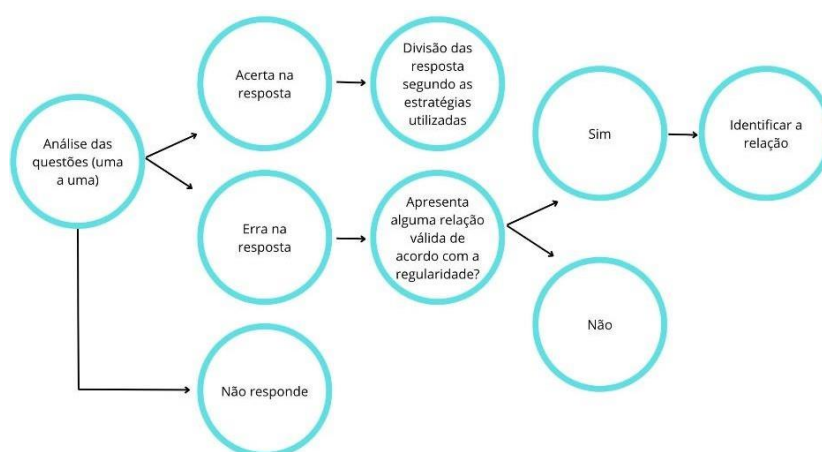 Análise das
questões (uma
a uma)
Acerta na
resposta
Divisão das
resposta
segundo as
estratégias
utilizadas
Erra na
resposta
Apresenta
alguma relação
válida de
acordo com a
regularidade?
Sim
Identificar a
relação
Não
Não responde